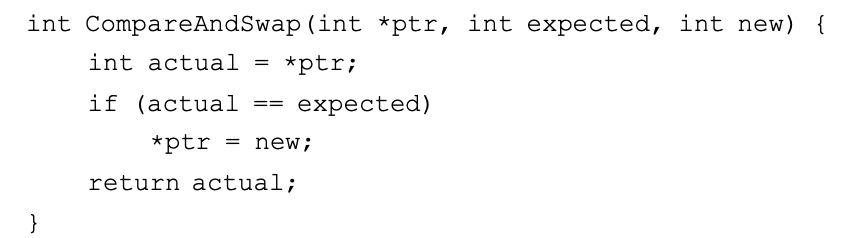 int CompareAndSwap(int *ptr, int expected, int new) {
    int actual = *ptr;
    if (actual == expected)
        *ptr = new;
    return actual;
}